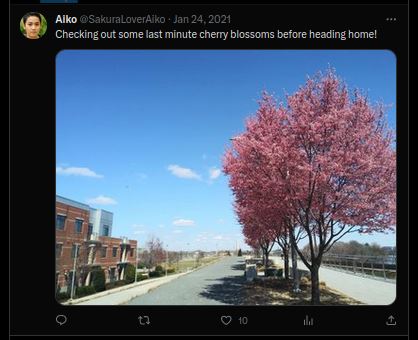 Aiko @SakuraLoverAiko · Jan 24, 2021
Checking out some last minute cherry blossoms before heading home!
10